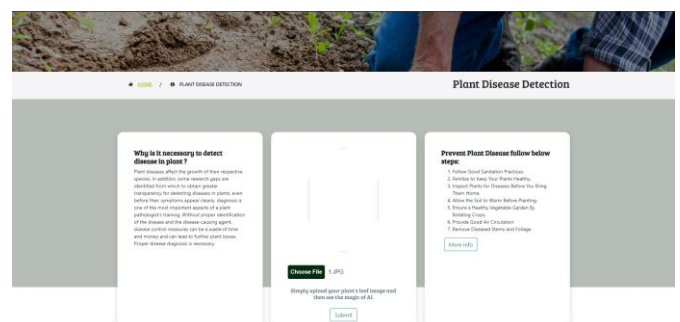 HOME / PLANT DISEASE DETECTION
Plant Disease Detection
Why is it necessary to detect
disease in plant ?
Plant diseases affect the growth of their respective
species. In addition, some research gaps are
identified from which to obtain greater
transparency for detecting diseases in plants, even
before their symptoms appear clearly. diagnosis is
one of the most important aspects of a plant
pathologist's training. Without proper identification
of the disease and the disease-causing agent,
disease control measures can be a waste of time
and money and can lead to further plant losses.
Proper disease diagnosis is necessary.
Choose File 1.JPG
Simply upload your plant's leaf image and
then see the magic of AI.
Submit
Prevent Plant Disease follow below
steps:
1. Follow Good Sanitation Practices.
2. Fertilize to Keep Your Plants Healthy.
3. Inspect Plants for Diseases Before You Bring
Them Home.
4. Allow the Soil to Warm Before Planting.
5. Ensure a Healthy Vegetable Garden By
Rotating Crops.
6. Provide Good Air Circulation
7. Remove Diseased Stems and Foliage
More info